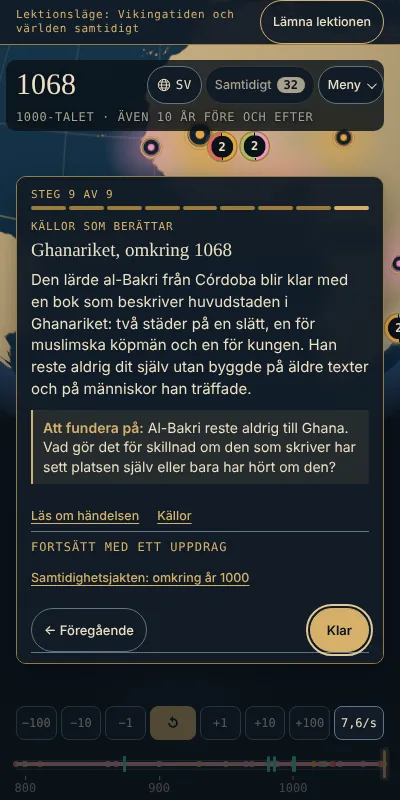 Lektionsläge: Vikingatiden och
världen samtidigt
Lämna lektionen
1068
SV
Samtidigt 32
Meny
1000-TALET · ÄVEN 10 ÅR FÖRE OCH EFTER
2
2
2
STEG 9 AV 9
KÄLLOR SOM BERÄTTAR
Ghanariket, omkring 1068
Den lärde al-Bakri från Córdoba blir klar med
en bok som beskriver huvudstaden i
Ghanariket: två städer på en slätt, en för
muslimska köpmän och en för kungen. Han
reste aldrig dit själv utan byggde på äldre texter
och på människor han träffade.
Att fundera på: Al-Bakri reste aldrig till Ghana.
Vad gör det för skillnad om den som skriver har
sett platsen själv eller bara har hört om den?
Läs om händelsen
Källor
FORTSÄTT MED ETT UPPDRAG
Samtidighetsjakten: omkring år 1000
← Föregående
Klar
−100
−10
−1
+1
+10
+100
7,6/s
800
900
1000